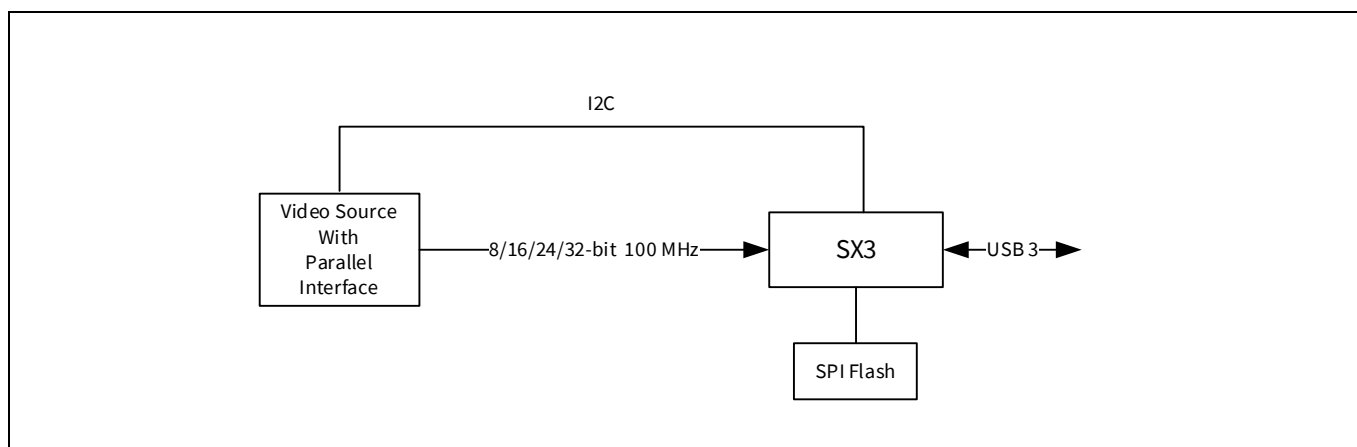 I2C
Video Source
With
Parallel
Interface
8/16/24/32-bit 100 MHz
SX3
USB 3
SPI Flash